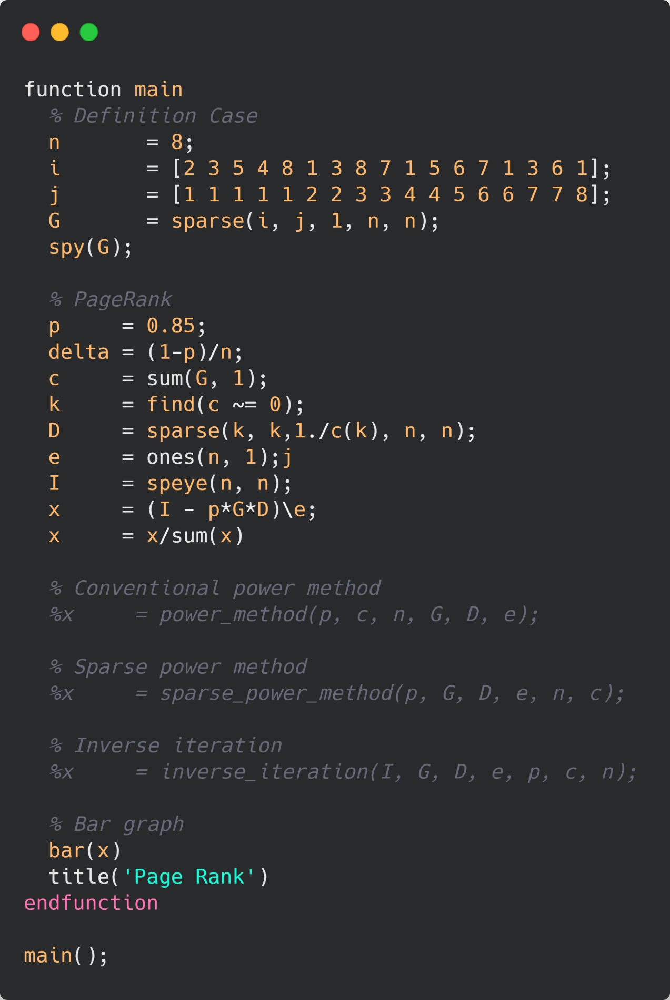 function main
  % Definition Case
  n       = 8;
  i       = [2 3 5 4 8 1 3 8 7 1 5 6 7 1 3 6 1];
  j       = [1 1 1 1 1 2 2 3 3 4 4 5 6 6 7 7 8];
  G       = sparse(i, j, 1, n, n);
  spy(G);

  % PageRank
  p     = 0.85;
  delta = (1-p)/n;
  c     = sum(G, 1);
  k     = find(c ~= 0);
  D     = sparse(k, k,1./c(k), n, n);
  e     = ones(n, 1);j
  I     = speye(n, n);
  x     = (I - p*G*D)\e;
  x     = x/sum(x)

  % Conventional power method
  %x     = power_method(p, c, n, G, D, e);

  % Sparse power method
  %x     = sparse_power_method(p, G, D, e, n, c);

  % Inverse iteration
  %x     = inverse_iteration(I, G, D, e, p, c, n);

  % Bar graph
  bar(x)
  title('Page Rank')
endfunction

main();